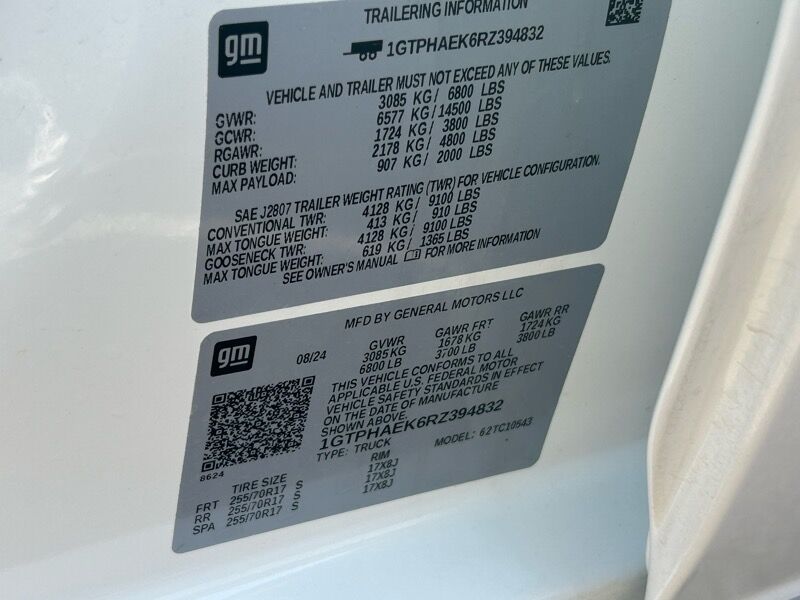 gm
TRAILERING INFORMATION
1GTPHAEK6RZ394832
VEHICLE AND TRAILER MUST NOT EXCEED ANY OF THESE VALUES.
GVWR: 3085 KG/ 6800 LBS
GCWR: 6577 KG/14500 LBS
RGAWR: 1724 KG/ 3800 LBS
CURB WEIGHT: 2178 KG/ 4800 LBS
MAX PAYLOAD: 907 KG/ 2000 LBS
SAE J2807 TRAILER WEIGHT RATING (TWR) FOR VEHICLE CONFIGURATION.
CONVENTIONAL TWR: 4128 KG/ 9100 LBS
MAX TONGUE WEIGHT: 413 KG/ 910 LBS
GOOSENECK TWR: 4128 KG/ 9100 LBS
MAX TONGUE WEIGHT: 619 KG/ 1365 LBS
SEE OWNER'S MANUAL FOR MORE INFORMATION
gm
MFD BY GENERAL MOTORS LLC
08/24 GVWR GAWR FRT GAWR RR
3085KG 1678 KG 1724 KG
6800 LB 3700 LB 3800 LB
THIS VEHICLE CONFORMS TO ALL
APPLICABLE U.S. FEDERAL MOTOR
VEHICLE SAFETY STANDARDS IN EFFECT
ON THE DATE OF MANUFACTURE
SHOWN ABOVE.
1GTPHAEK6RZ394832
TYPE: TRUCK MODEL: 62TC10543
8624
TIRE SIZE RIM
FRT 255/70R17 S 17X8J
RR 255/70R17 S 17X8J
SPA 255/70R17 S 17X8J